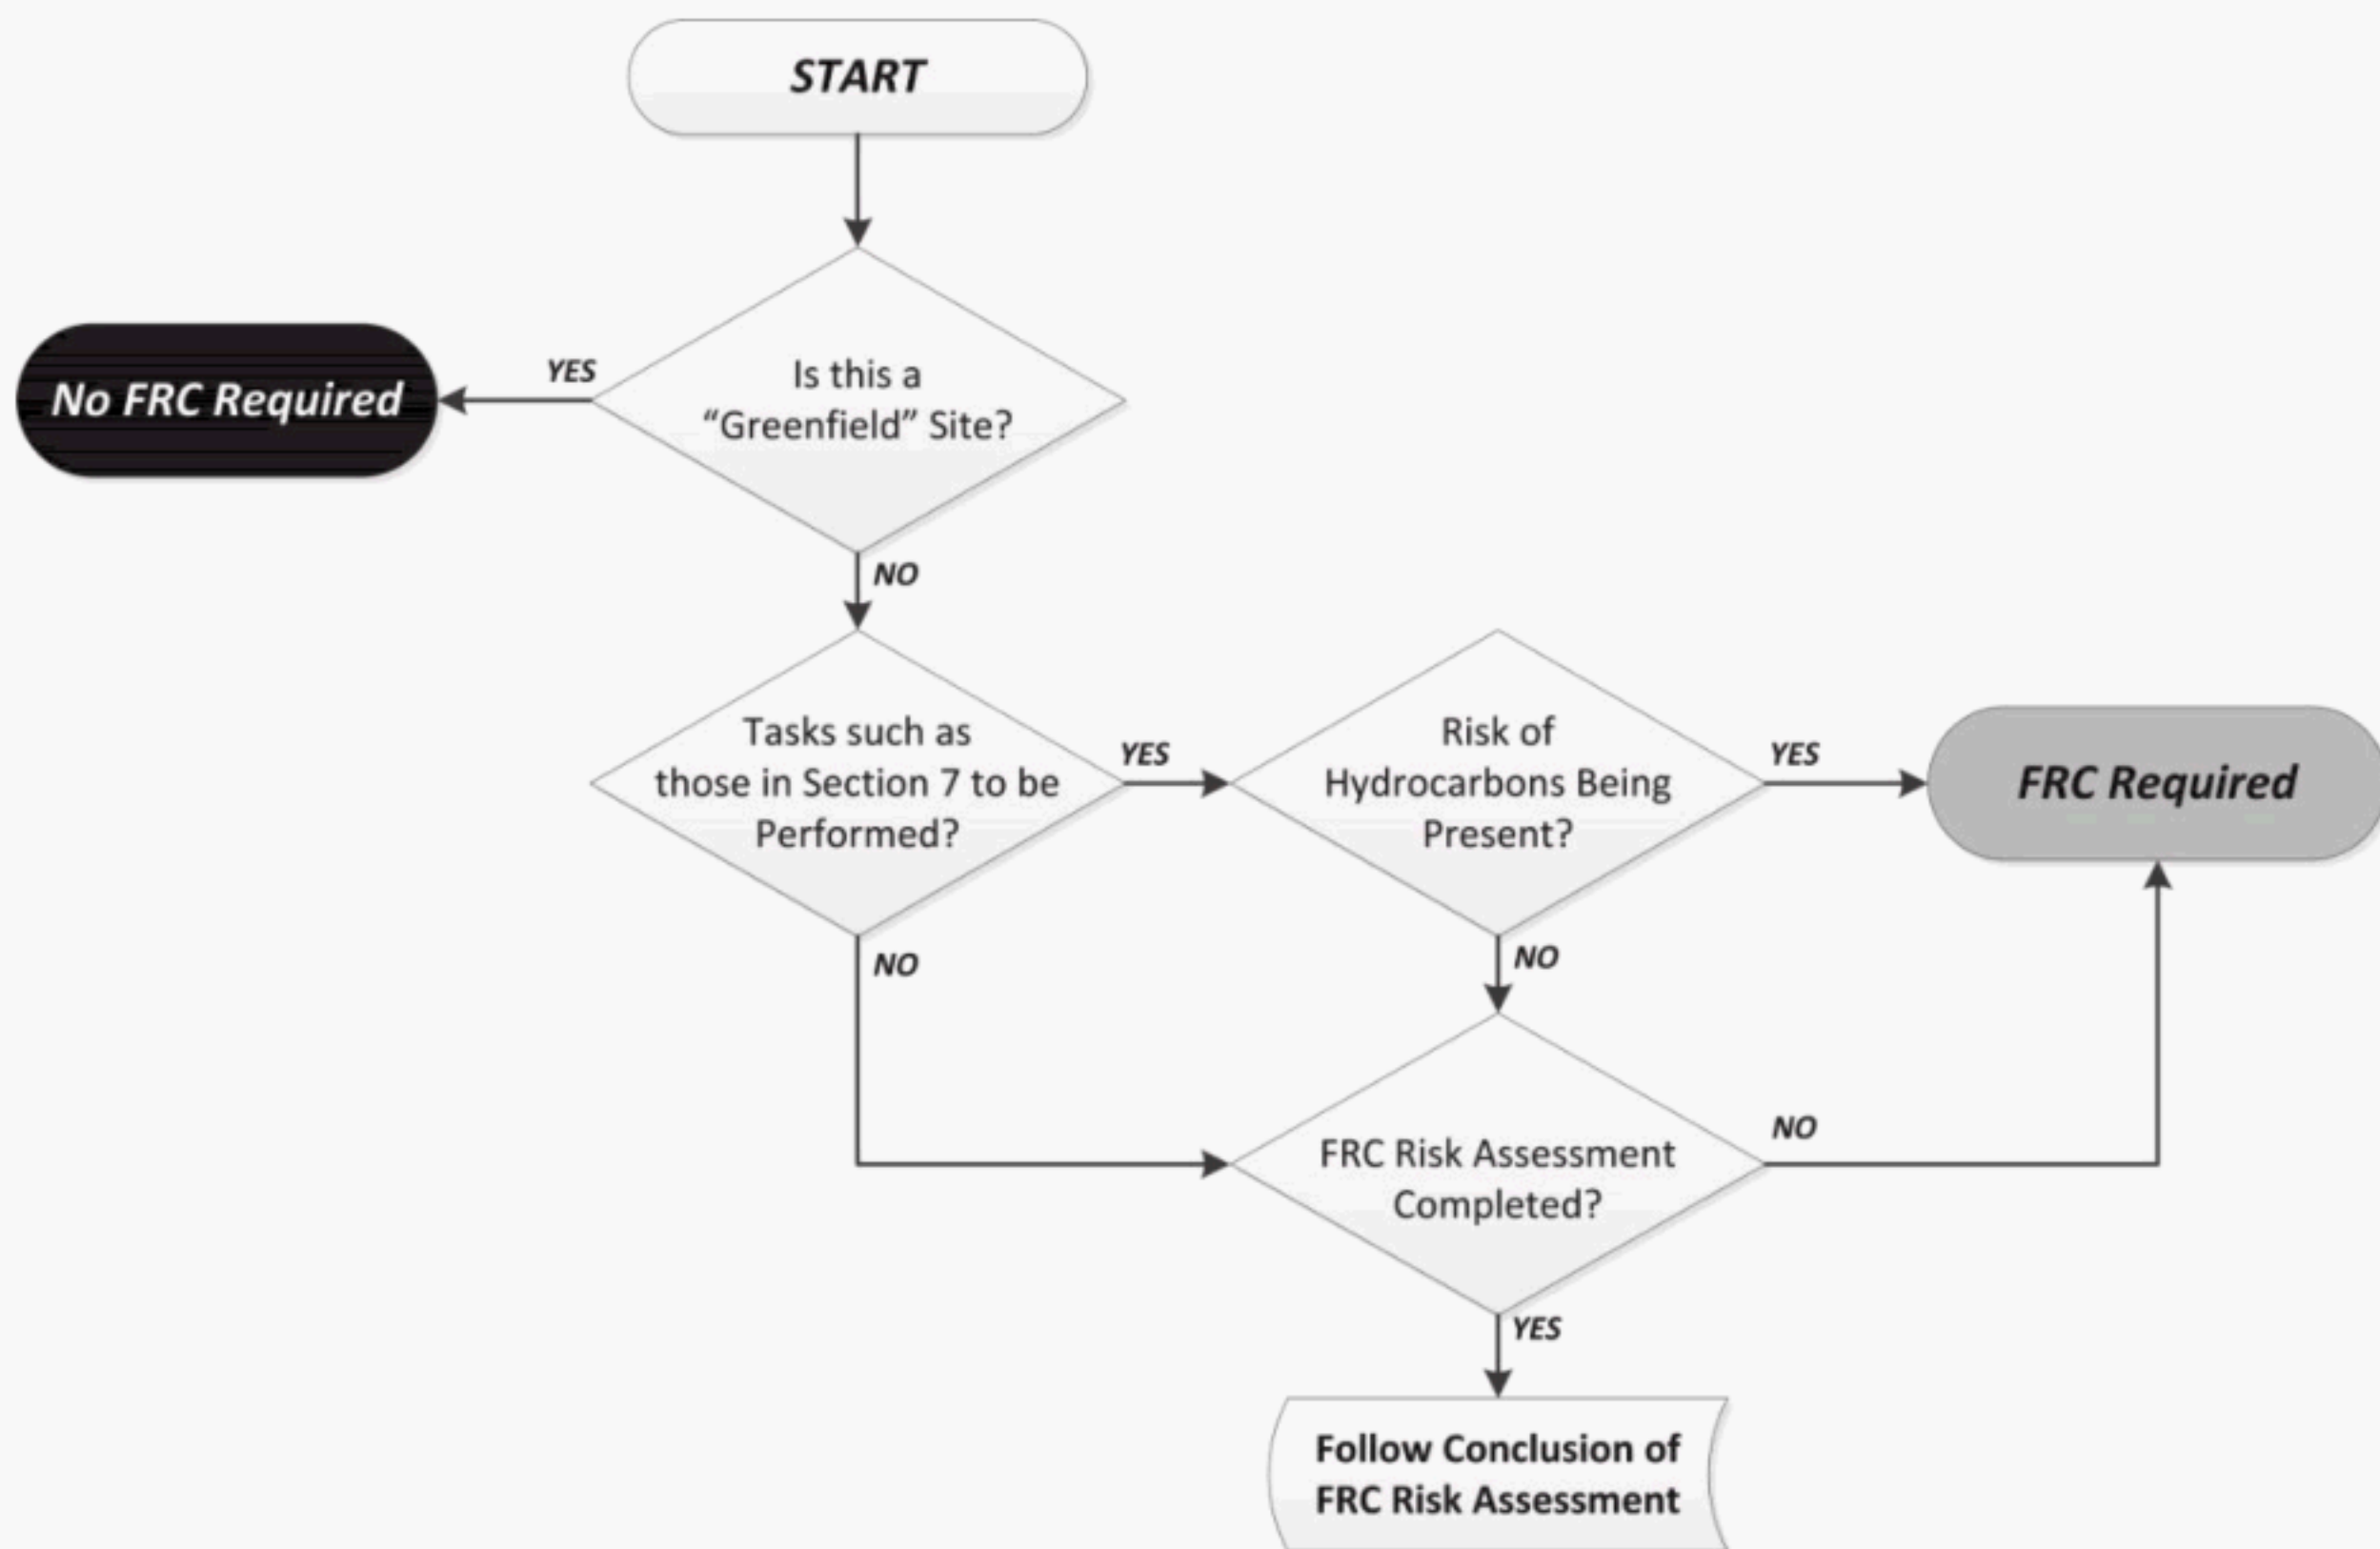 START
Is this a
“Greenfield” Site?
YES
No FRC Required
NO
Tasks such as
those in Section 7 to be
Performed?
YES
Risk of
Hydrocarbons Being
Present?
YES
FRC Required
NO
NO
FRC Risk Assessment
Completed?
NO
YES
Follow Conclusion of
FRC Risk Assessment